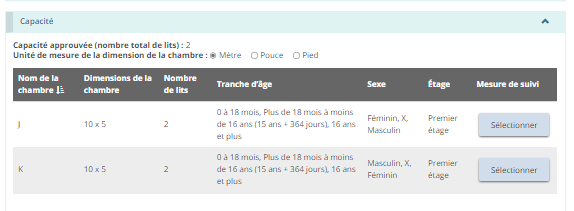 Capacité
Capacité approuvée (nombre total de lits) : 2
Unité de mesure de la dimension de la chambre : Mètre Pouce Pied
Nom de la chambre Dimensions de la chambre Nombre de lits Tranche d'âge Sexe Étage Mesure de suivi
J 10 x 5 2 0 à 18 mois, Plus de 18 mois à moins de 16 ans (15 ans + 364 jours), 16 ans et plus Féminin, X, Masculin Premier étage Sélectionner
K 10 x 5 2 0 à 18 mois, Plus de 18 mois à moins de 16 ans (15 ans + 364 jours), 16 ans et plus Masculin, X, Féminin Premier étage Sélectionner